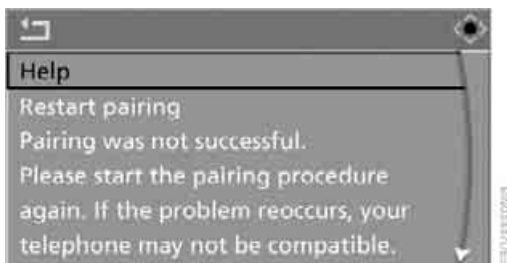 Help
Restart pairing
Pairing was not successful.
Please start the pairing procedure
again. If the problem reoccurs, your
telephone may not be compatible.